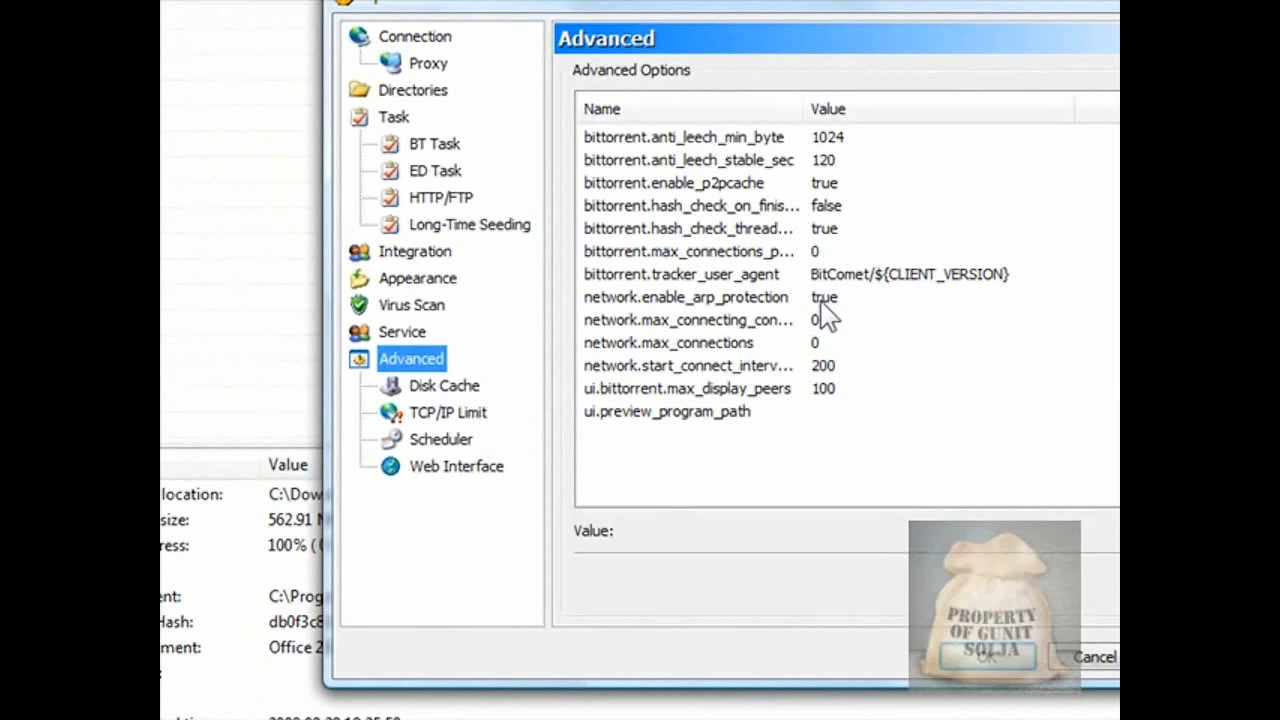 Connection
Proxy
Directories
Task
BT Task
ED Task
HTTP/FTP
Long-Time Seeding
Integration
Appearance
Virus Scan
Service
Advanced
Disk Cache
TCP/IP Limit
Scheduler
Web Interface
Advanced
Advanced Options
Name Value
bittorrent.anti_leech_min_byte 1024
bittorrent.anti_leech_stable_sec 120
bittorrent.enable_p2pcache true
bittorrent.hash_check_on_finis... false
bittorrent.hash_check_thread... true
bittorrent.max_connections_p... 0
bittorrent.tracker_user_agent BitComet/${CLIENT_VERSION}
network.enable_arp_protection true
network.max_connecting_con... 0
network.max_connections 0
network.start_connect_interv... 200
ui.bittorrent.max_display_peers 100
ui.preview_program_path
Value:
PROPERTY
OF GUNIT
SOLJA
OK Cancel
Value
location: C:\Dow
size: 562.91
ress: 100% (
ent: C:\Prog
Hash: db0f3c8
ment: Office 2